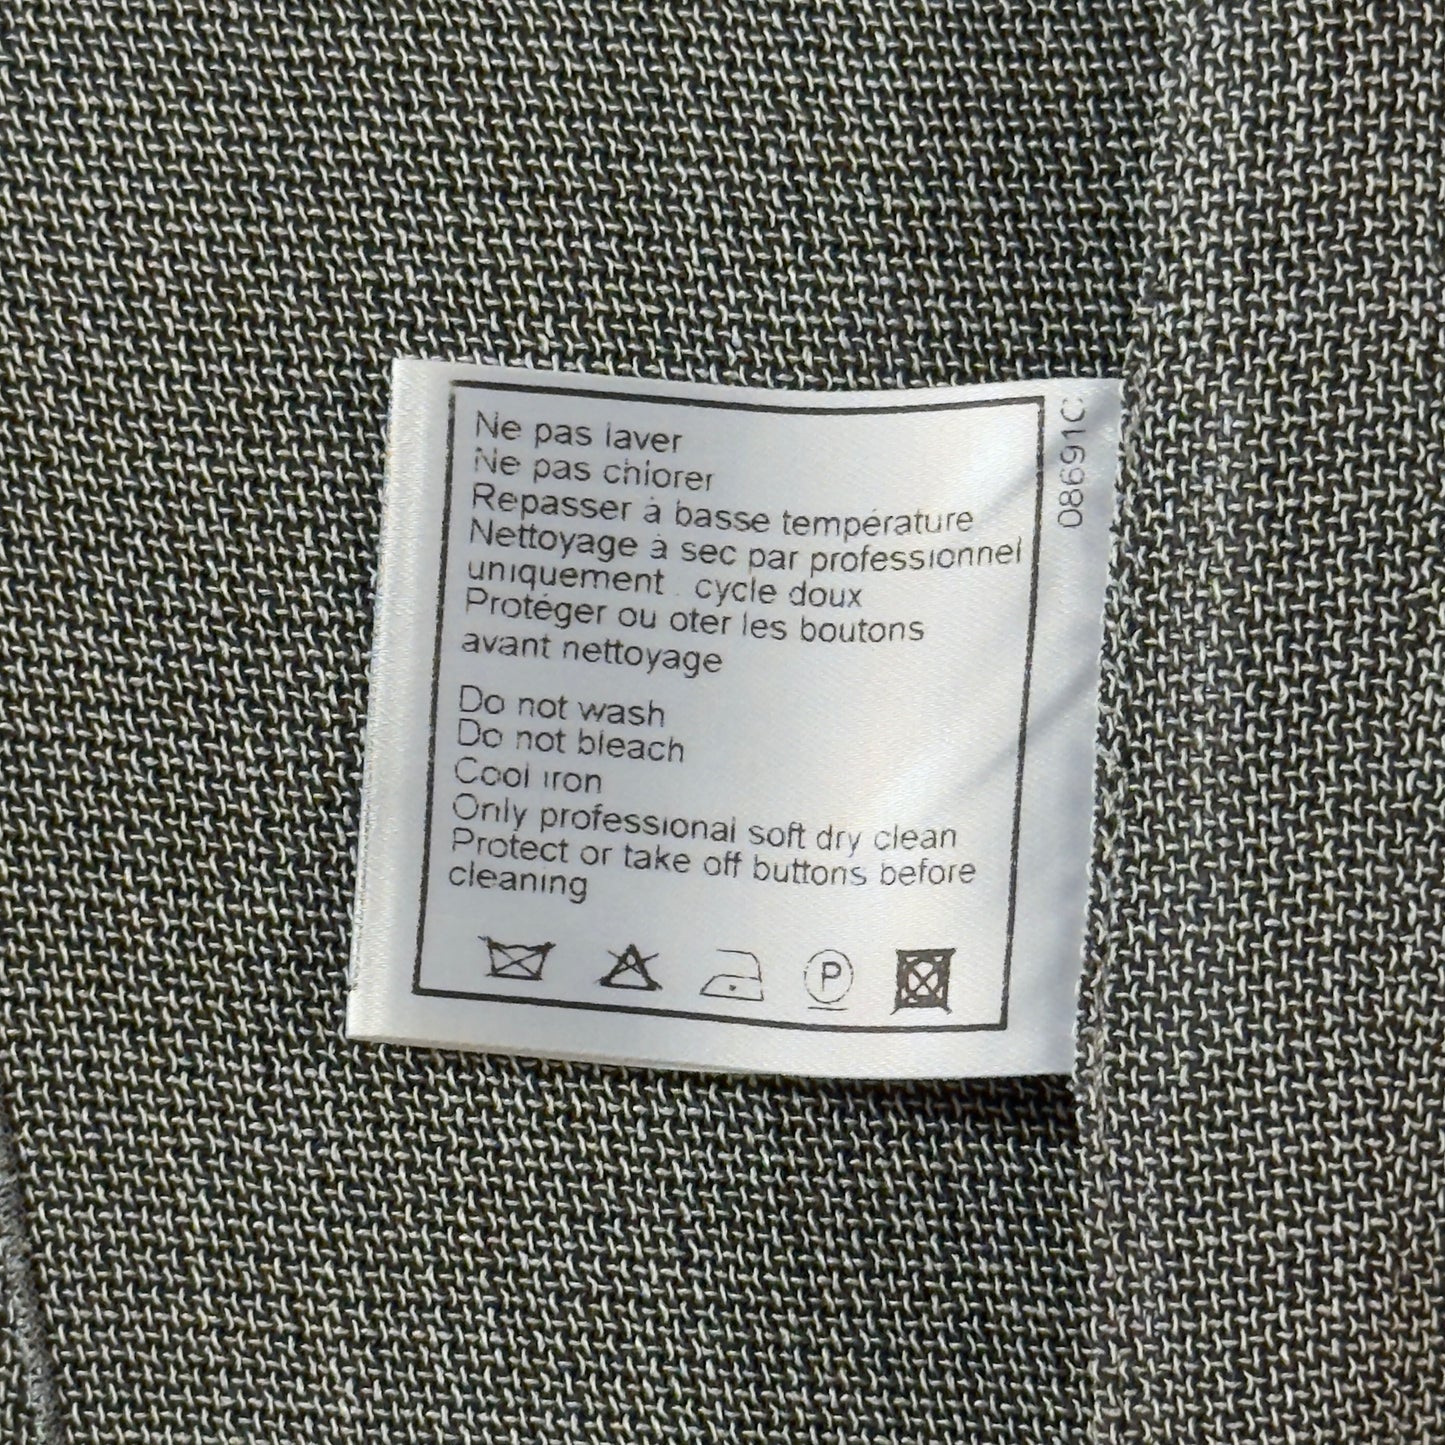 Ne pas laver
Ne pas chlorer
Repasser à basse température
Nettoyage à sec par professionnel
uniquement . cycle doux
Protéger ou oter les boutons
avant nettoyage
Do not wash
Do not bleach
Cool iron
Only professional soft dry clean
Protect or take off buttons before
cleaning
P
08691C